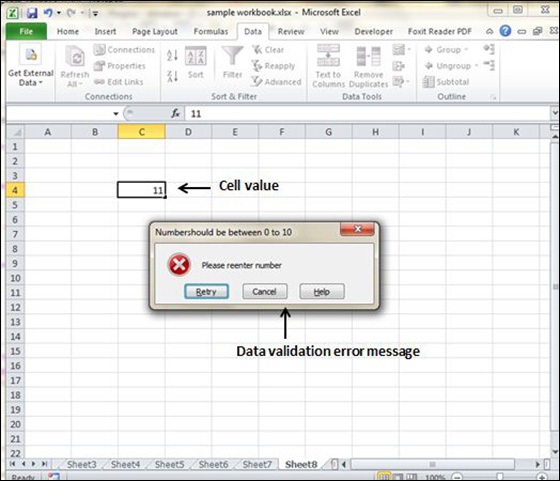 sample workbook.xlsx - Microsoft Excel
File Home Insert Page Layout Formulas Data Review View Developer Foxit Reader PDF
Get External Data Refresh All Connections Properties Edit Links Sort Filter Clear Reapply Advanced Text to Columns Remove Duplicates Group Ungroup Subtotal
Connections Sort & Filter Data Tools Outline
fx 11
A B C D E F G H I J K
1
2
3
4 11 Cell value
5
6
7 Numbershould be between 0 to 10
8
9 Please reenter number
10
11 Retry Cancel Help
12
13
14
15 Data validation error message
16
17
18
19
20
21
22
Sheet3 Sheet4 Sheet5 Sheet6 Sheet7 Sheet8
Ready 100%